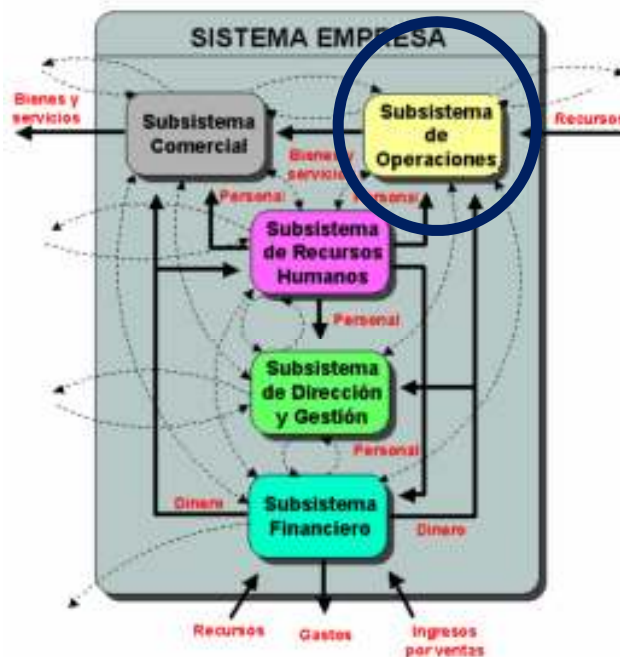 SISTEMA EMPRESA
Bienes y
servicios
Subsistema
Comercial
Bienes y
servicios
Subsistema
de
Operaciones
Recursos
Personal
Personal
Subsistema
de Recursos
Humanos
Personal
Subsistema
de Dirección
y Gestión
Personal
Dinero
Subsistema
Financiero
Dinero
Recursos
Gastos
Ingresos
por ventas